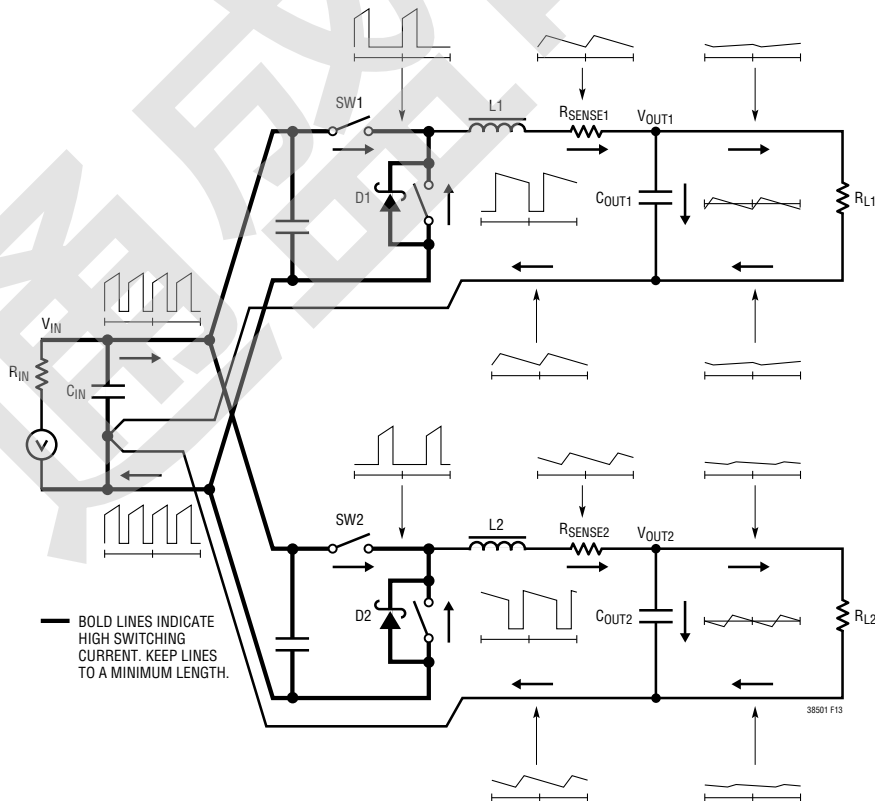 SW1
L1
RSENSE1
VOUT1
D1
COUT1
RL1
VIN
RIN
CIN
V
SW2
L2
RSENSE2
VOUT2
D2
COUT2
RL2
BOLD LINES INDICATE
HIGH SWITCHING
CURRENT. KEEP LINES
TO A MINIMUM LENGTH.
38501 F13